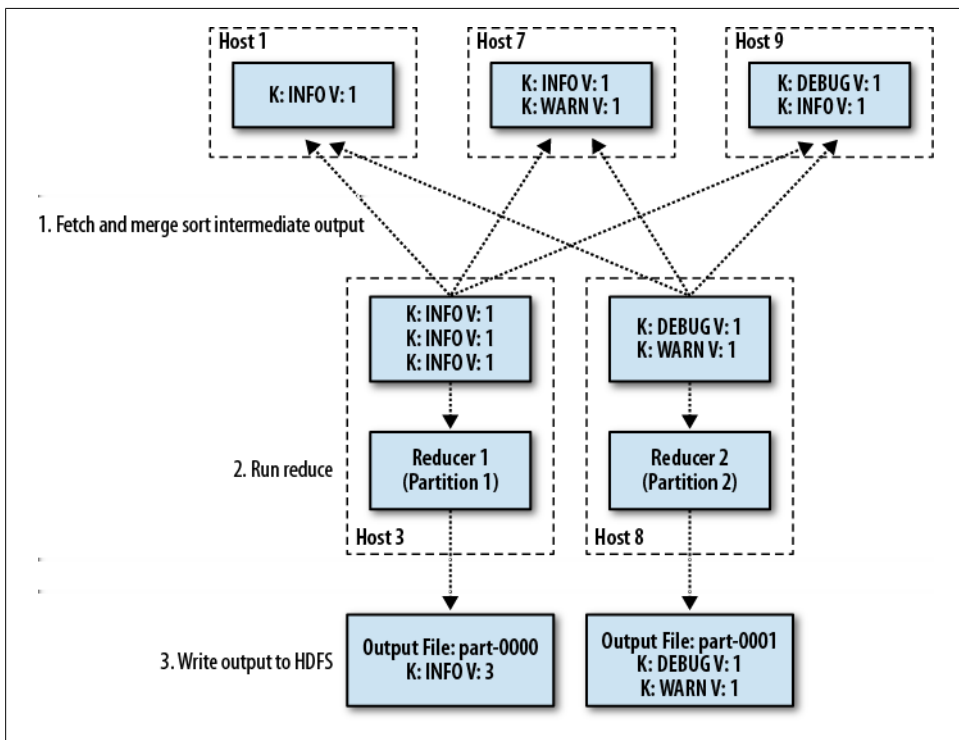 Host 1
K: INFO V: 1
Host 7
K: INFO V: 1
K: WARN V: 1
Host 9
K: DEBUG V: 1
K: INFO V: 1
1. Fetch and merge sort intermediate output
K: INFO V: 1
K: INFO V: 1
K: INFO V: 1
K: DEBUG V: 1
K: WARN V: 1
2. Run reduce
Reducer 1
(Partition 1)
Host 3
Reducer 2
(Partition 2)
Host 8
3. Write output to HDFS
Output File: part-0000
K: INFO V: 3
Output File: part-0001
K: DEBUG V: 1
K: WARN V: 1